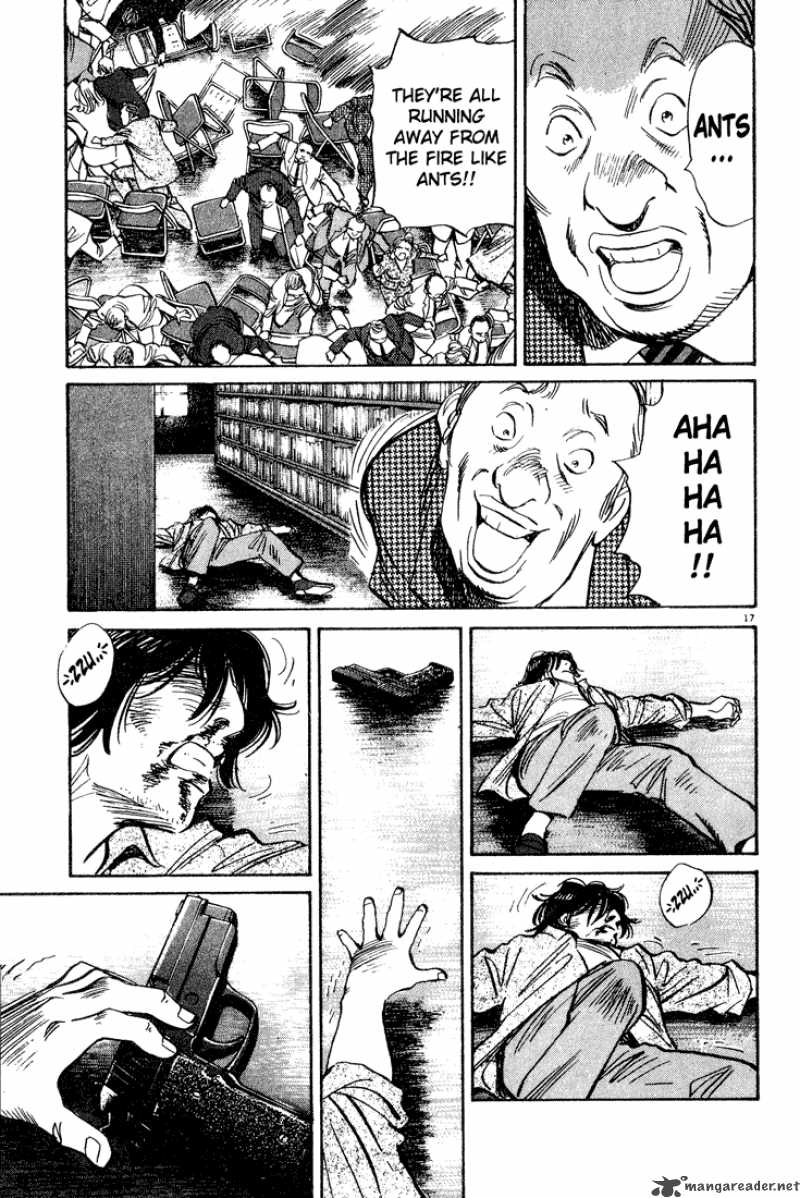 ANTS
...
THEY'RE ALL
RUNNING
AWAY FROM
THE FIRE LIKE
ANTS!!
AHA
HA
HA
HA
!!
17
ZZU...
ZZU...
mangareader.net